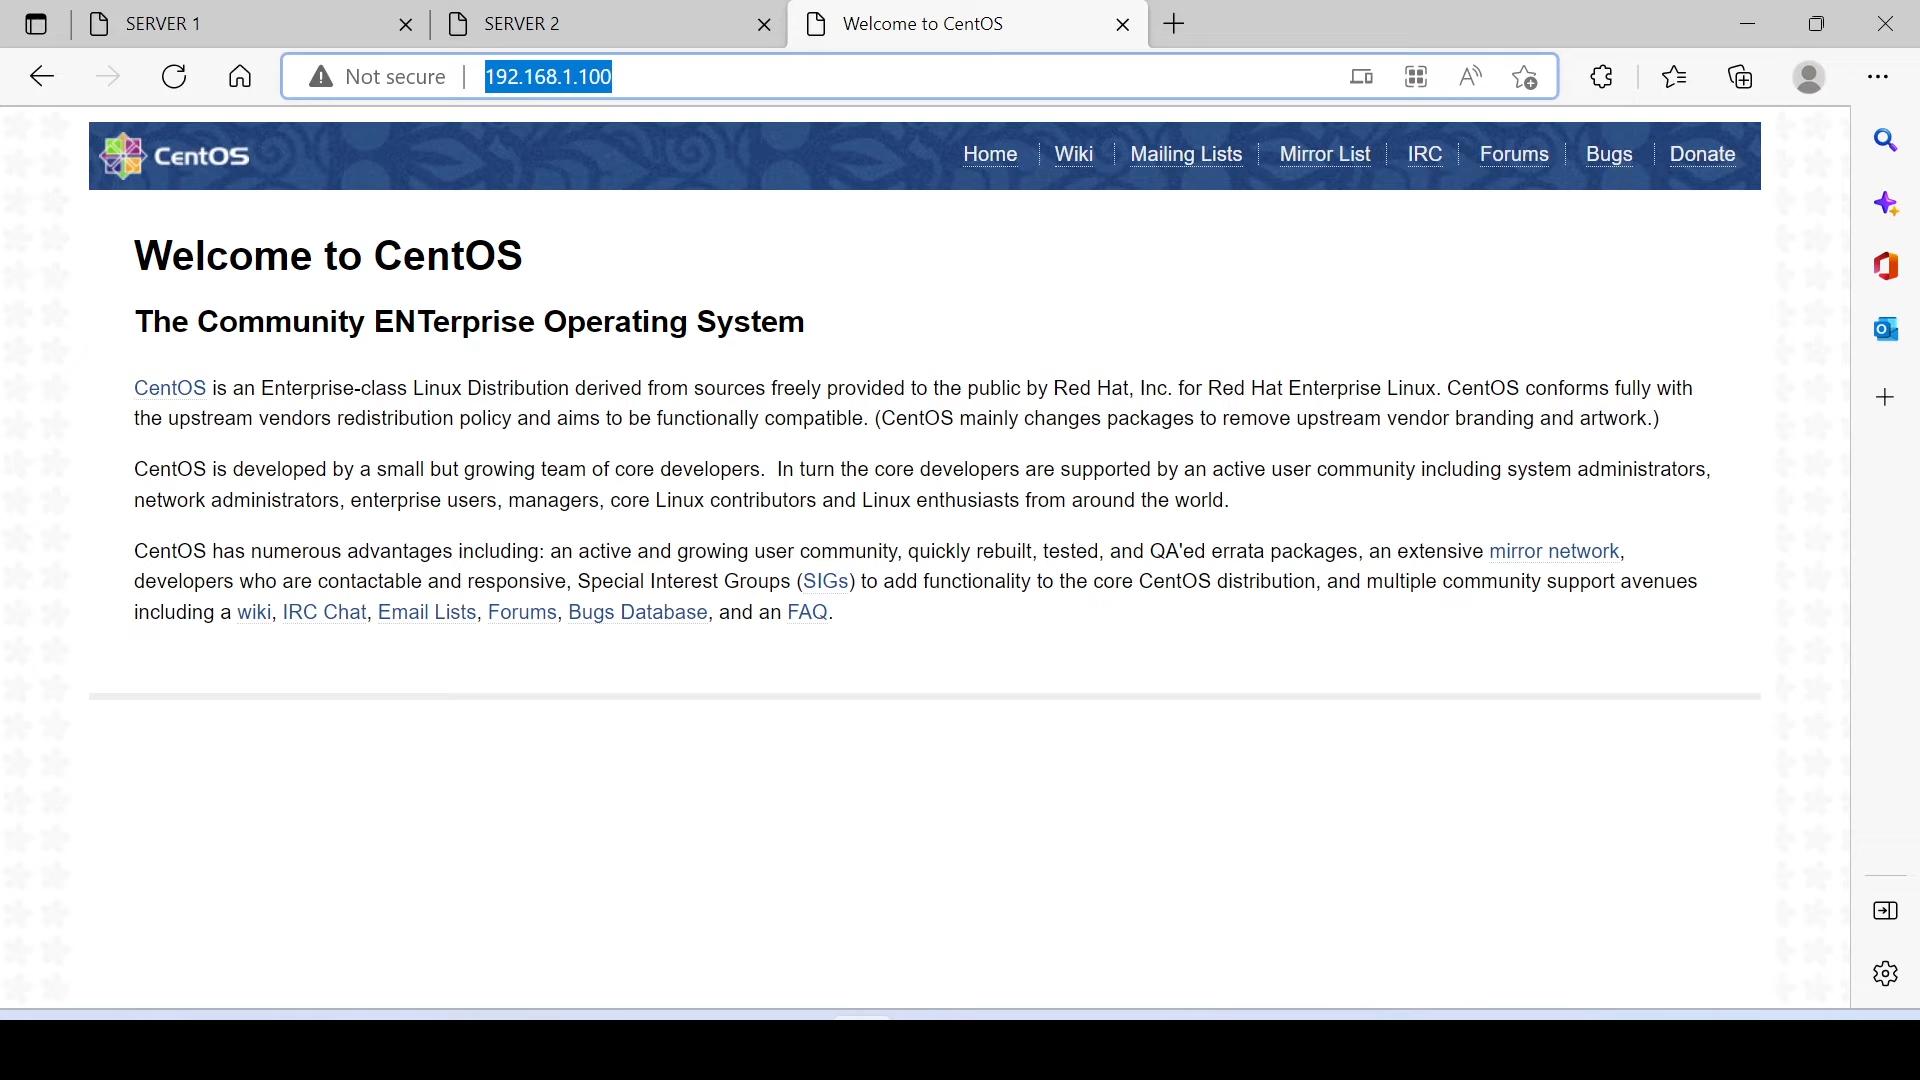 SERVER 1
SERVER 2
Welcome to CentOS
Not secure
192.168.1.100
CentOS
Home
Wiki
Mailing Lists
Mirror List
IRC
Forums
Bugs
Donate
Welcome to CentOS
The Community ENTerprise Operating System
CentOS is an Enterprise-class Linux Distribution derived from sources freely provided to the public by Red Hat, Inc. for Red Hat Enterprise Linux. CentOS conforms fully with
the upstream vendors redistribution policy and aims to be functionally compatible. (CentOS mainly changes packages to remove upstream vendor branding and artwork.)
CentOS is developed by a small but growing team of core developers. In turn the core developers are supported by an active user community including system administrators,
network administrators, enterprise users, managers, core Linux contributors and Linux enthusiasts from around the world.
CentOS has numerous advantages including: an active and growing user community, quickly rebuilt, tested, and QA'ed errata packages, an extensive mirror network,
developers who are contactable and responsive, Special Interest Groups (SIGs) to add functionality to the core CentOS distribution, and multiple community support avenues
including a wiki, IRC Chat, Email Lists, Forums, Bugs Database, and an FAQ.